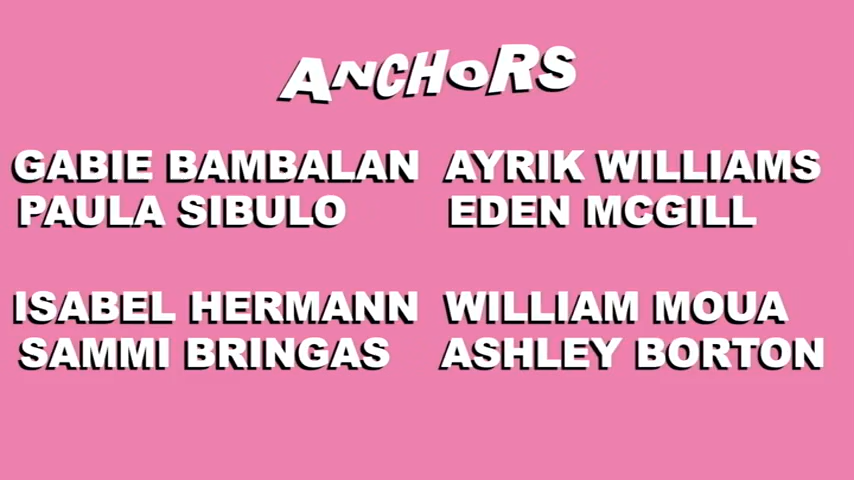 ANCHORS
GABIE BAMBALAN
PAULA SIBULO
AYRIK WILLIAMS
EDEN MCGILL
ISABEL HERMANN
SAMMI BRINGAS
WILLIAM MOUA
ASHLEY BORTON